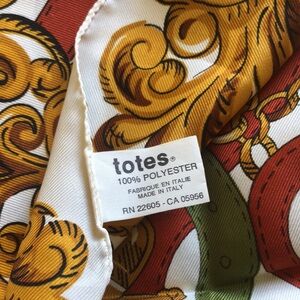 totes®
100% POLYESTER
FABRIQUE EN ITALIE
MADE IN ITALY
RN 22605 - CA 05956